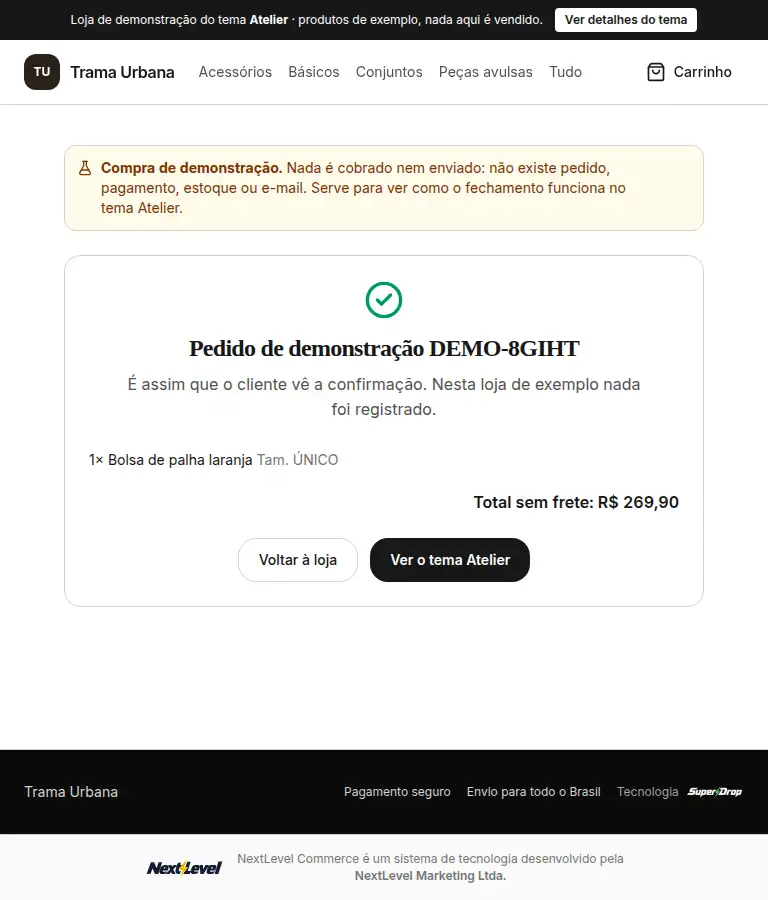 Loja de demonstração do tema Atelier · produtos de exemplo, nada aqui é vendido. Ver detalhes do tema
TU Trama Urbana Acessórios Básicos Conjuntos Peças avulsas Tudo Carrinho
Compra de demonstração. Nada é cobrado nem enviado: não existe pedido,
pagamento, estoque ou e-mail. Serve para ver como o fechamento funciona no
tema Atelier.
Pedido de demonstração DEMO-8GIHT
É assim que o cliente vê a confirmação. Nesta loja de exemplo nada
foi registrado.
1× Bolsa de palha laranja Tam. ÚNICO
Total sem frete: R$ 269,90
Voltar à loja Ver o tema Atelier
Trama Urbana Pagamento seguro Envio para todo o Brasil Tecnologia SuperDrop
NextLevel NextLevel Commerce é um sistema de tecnologia desenvolvido pela
NextLevel Marketing Ltda.